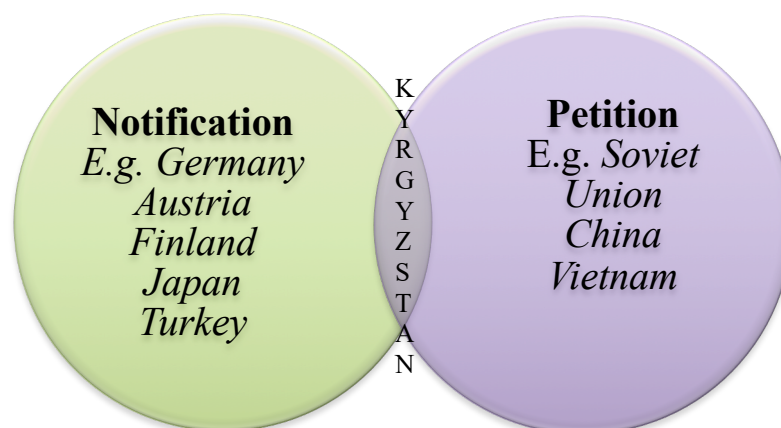 Notification
E.g. Germany
Austria
Finland
Japan
Turkey
K
Y
R
G
Y
Z
S
T
A
N
Petition
E.g. Soviet
Union
China
Vietnam